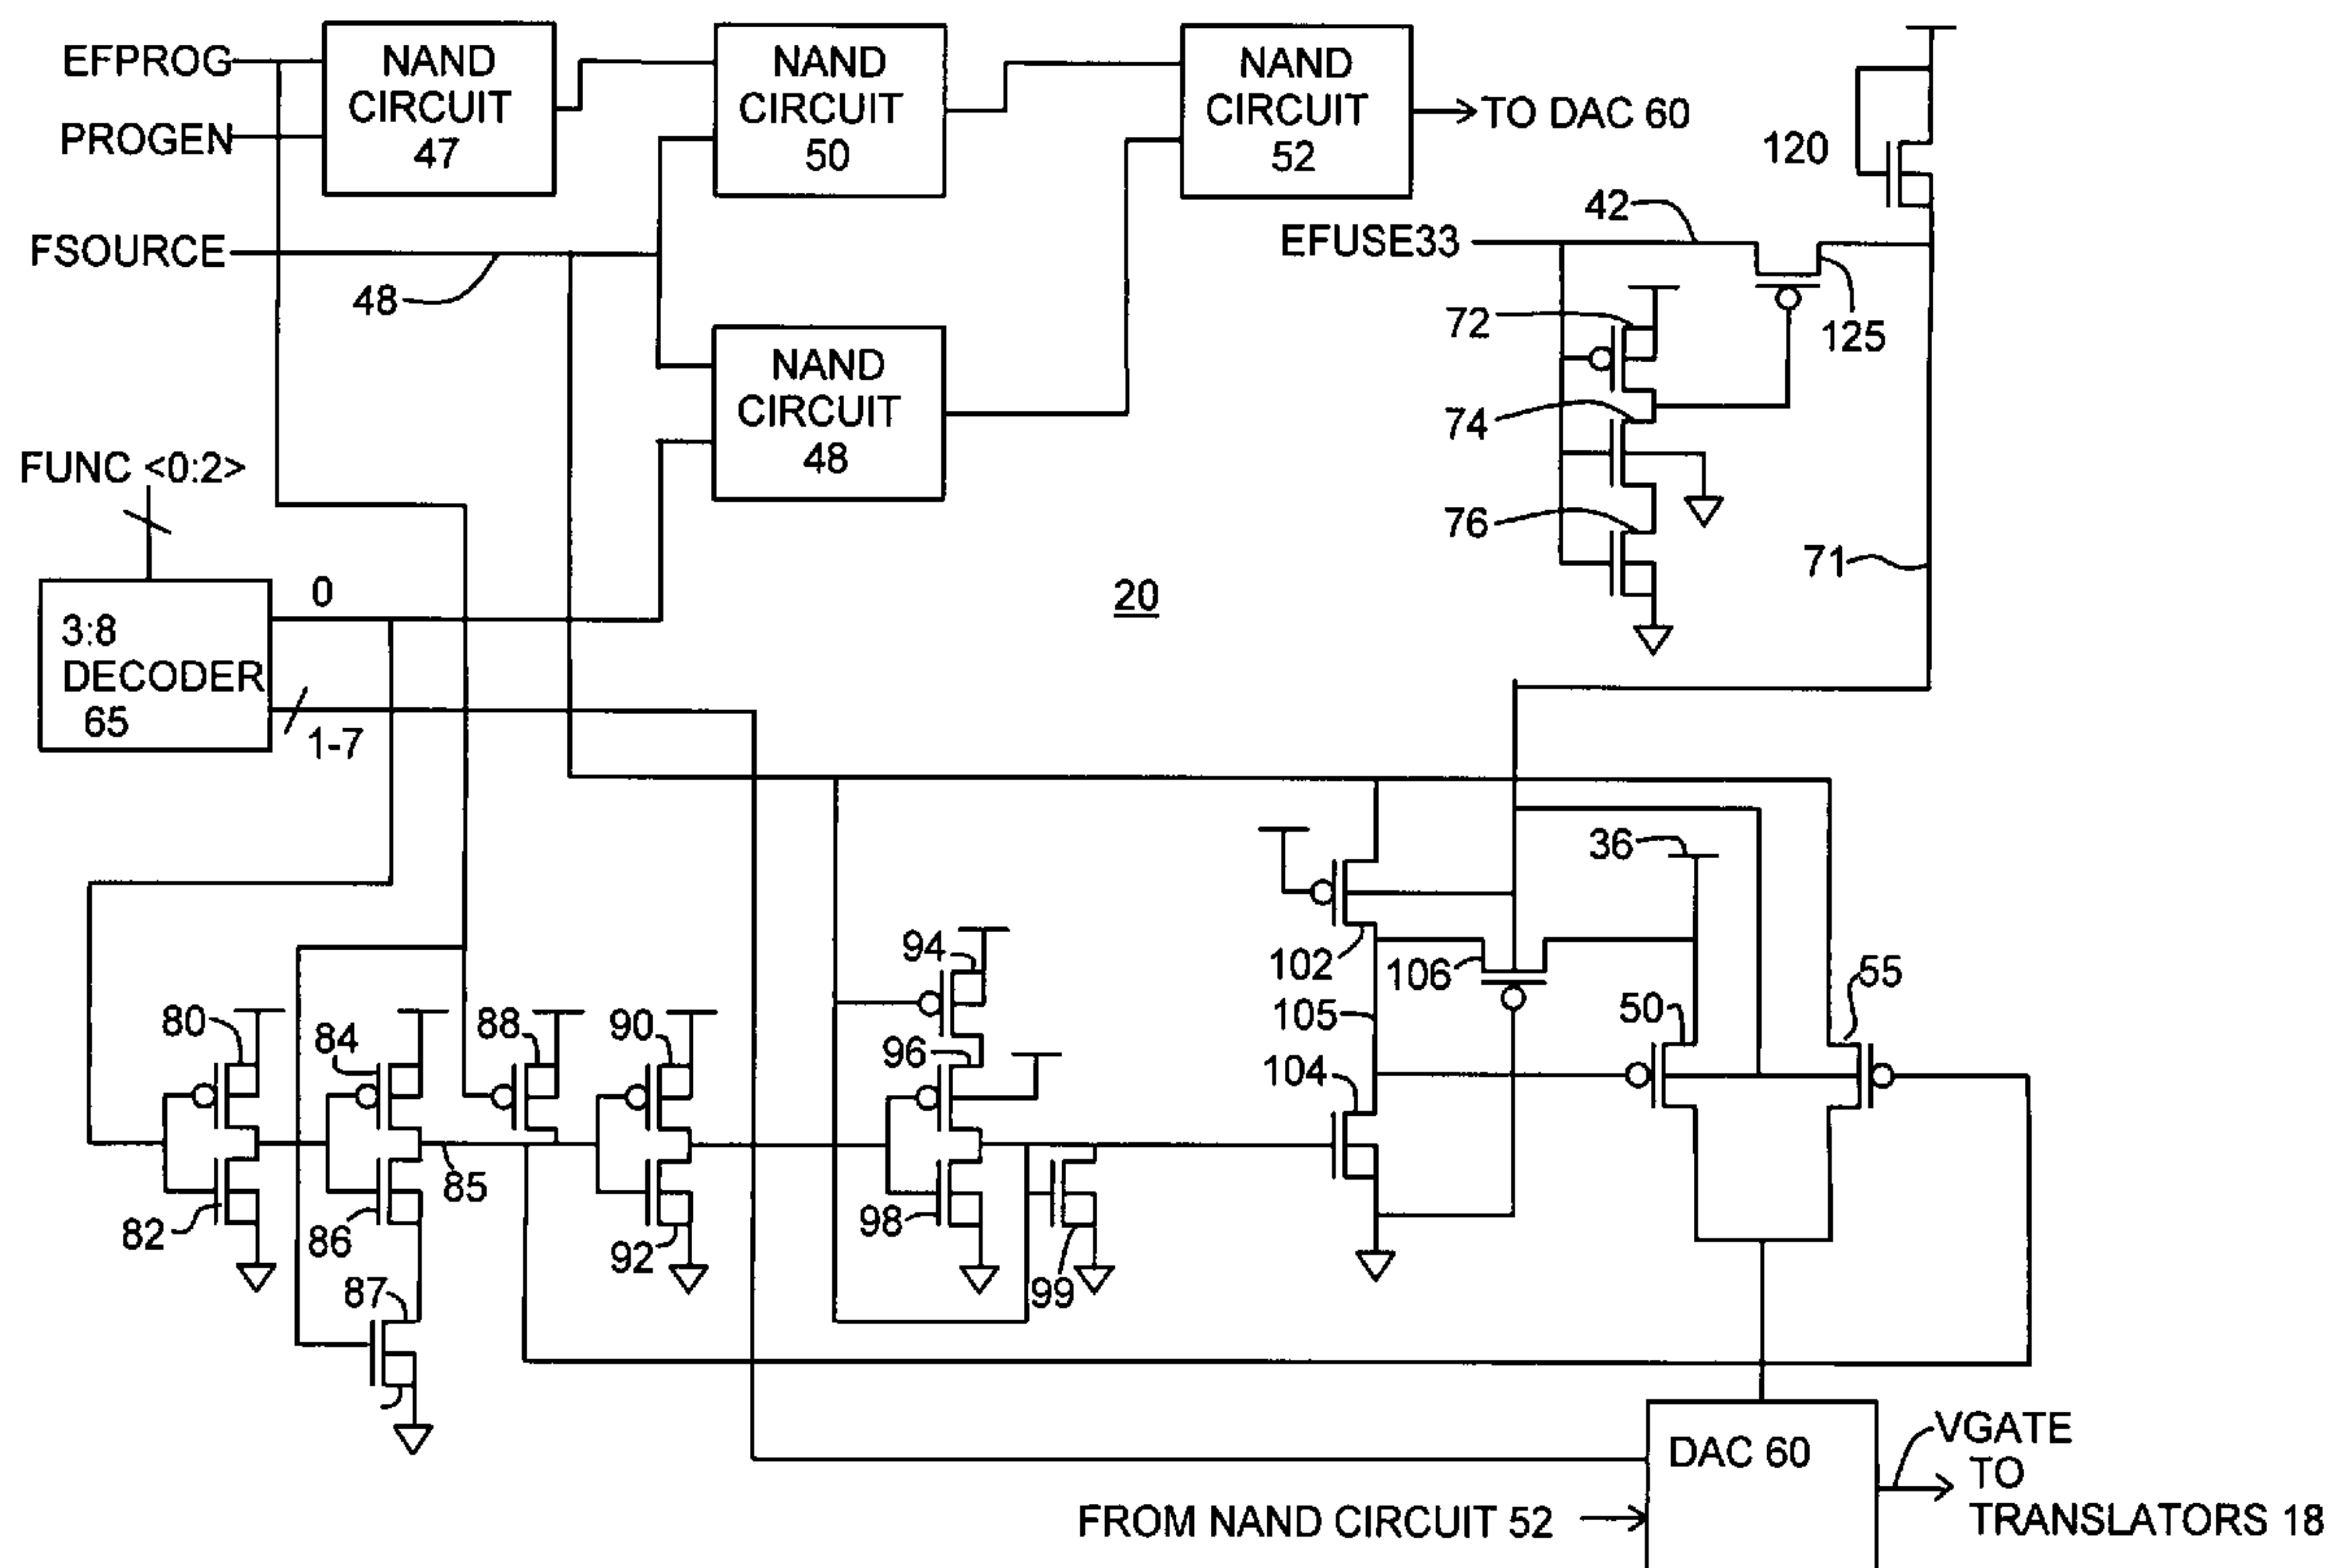 EFPROG
PROGEN
NAND
CIRCUIT
47
NAND
CIRCUIT
50
NAND
CIRCUIT
52
TO DAC 60
120
FSOURCE
48
42
EFUSE33
125
72
74
76
NAND
CIRCUIT
48
FUNC <0:2>
0
3:8
DECODER
65
1-7
20
71
36
102
106
55
50
105
104
94
96
98
99
80
84
88
90
82
86
85
92
87
DAC 60
VGATE
TO
TRANSLATORS 18
FROM NAND CIRCUIT 52